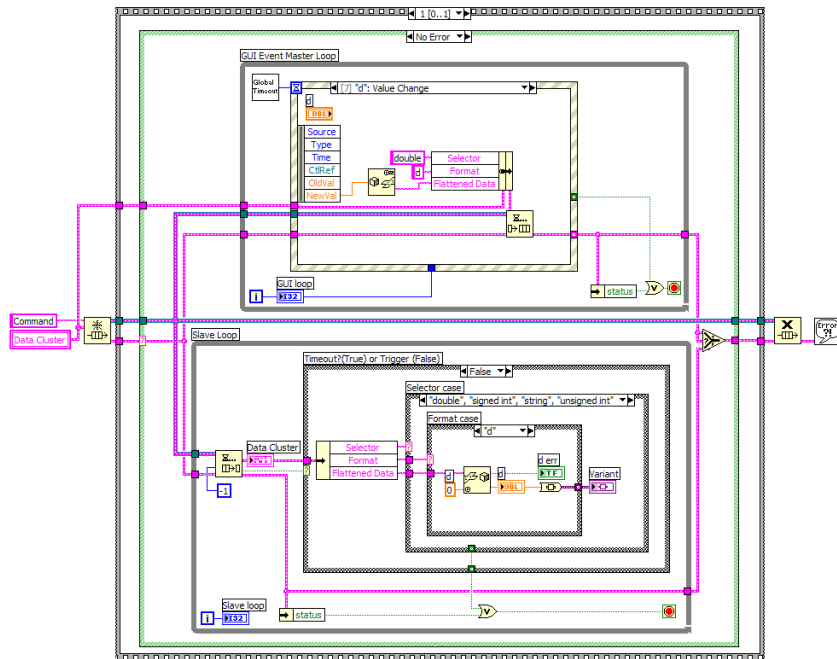 1 [0..1]
No Error
GUI Event Master Loop
Global
Timeout
[7] "d": Value Change
d
DBL
Source
Type
Time
CtlRef
OldVal
NewVal
double
d
Selector
Format
Flattened Data
GUI loop
i
I32
status
Command
Data Cluster
Error
?!
Slave Loop
Timeout?(True) or Trigger (False)
False
Selector case
"double", "signed int", "string", "unsigned int"
Format case
"d"
Data Cluster
Selector
Format
Flattened Data
-1
d
0
d
DBL
d err
TF
Variant
Slave loop
i
I32
status